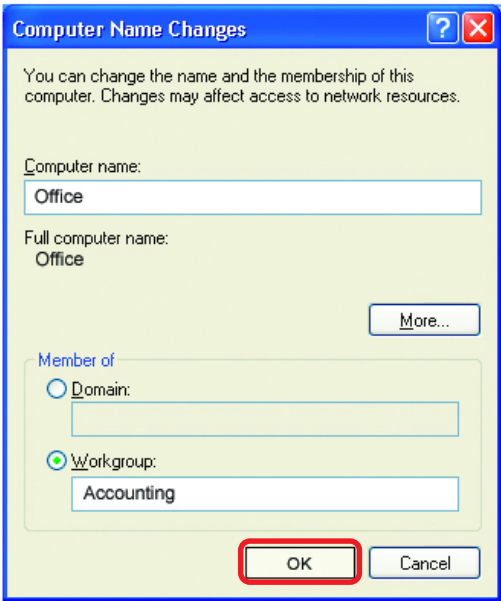 Computer Name Changes
You can change the name and the membership of this
computer. Changes may affect access to network resources.
Computer name:
Office
Full computer name:
Office
More...
Member of
Domain:
Workgroup:
Accounting
OK Cancel